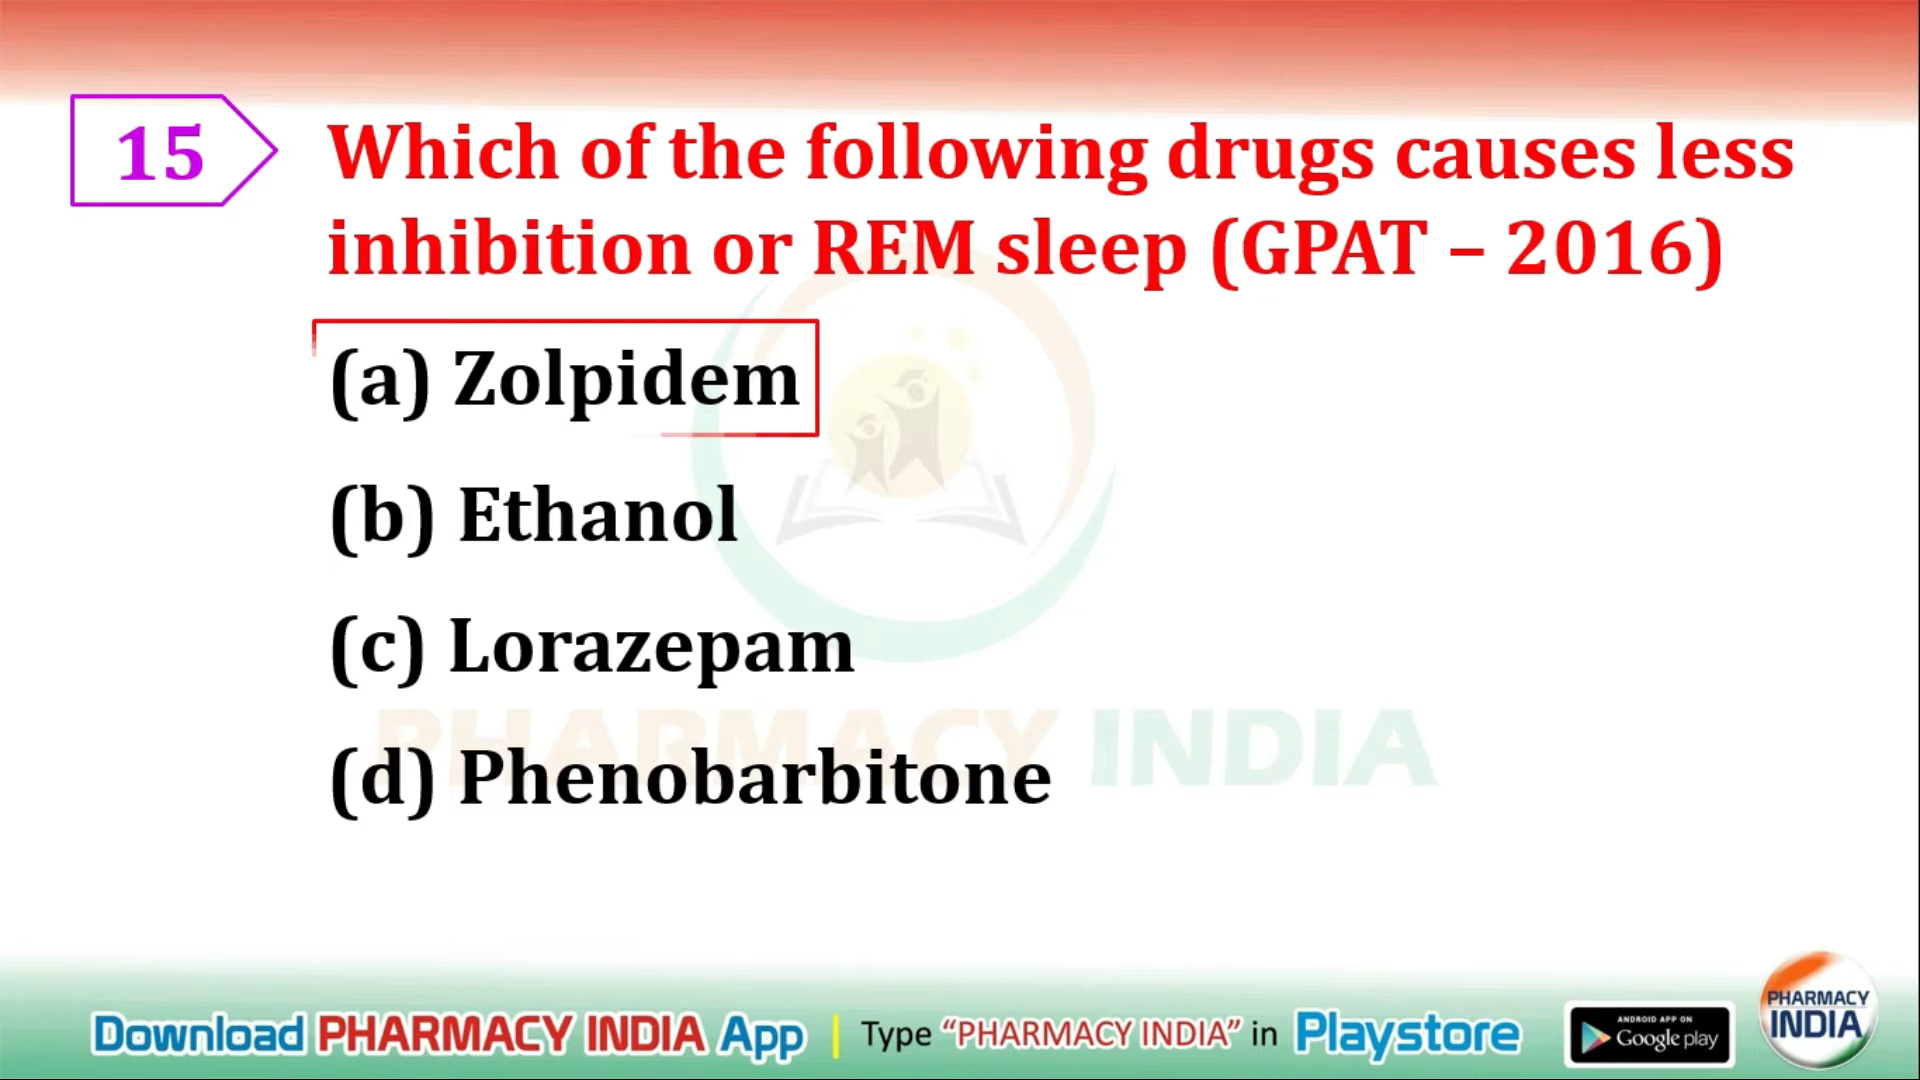 15
Which of the following drugs causes less
inhibition or REM sleep (GPAT – 2016)
(a) Zolpidem
(b) Ethanol
(c) Lorazepam
(d) Phenobarbitone
PHARMACY INDIA
Download PHARMACY INDIA App | Type “PHARMACY INDIA” in Playstore
ANDROID APP ON
Google play
PHARMACY
INDIA